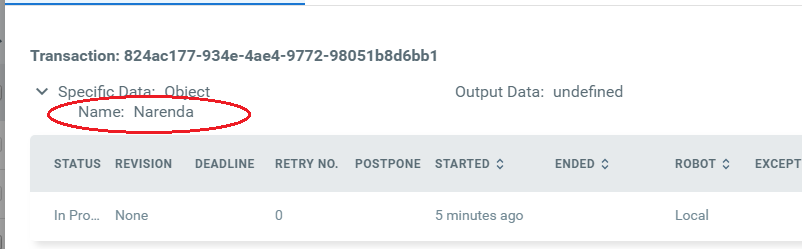 Transaction: 824ac177-934e-4ae4-9772-98051b8d6bb1
Specific Data: Object Output Data: undefined
Name: Narenda
STATUS REVISION DEADLINE RETRY NO. POSTPONE STARTED ENDED ROBOT EXCEPT
In Pro... None 0 5 minutes ago Local